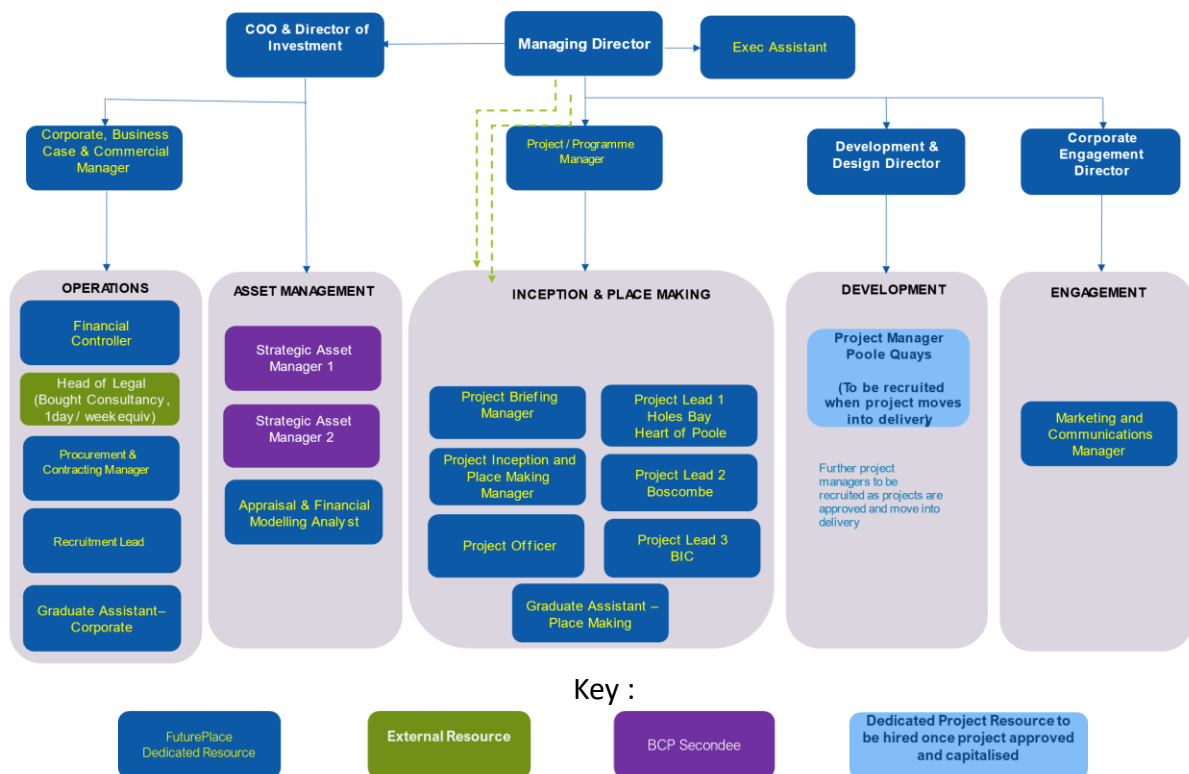 COO & Director of
Investment
Managing Director
Exec Assistant
Corporate, Business
Case & Commercial
Manager
Project / Programme
Manager
Development &
Design Director
Corporate
Engagement
Director
OPERATIONS
Financial
Controller
Head of Legal
(Bought Consultancy,
1day / week equiv)
Procurement &
Contracting Manager
Recruitment Lead
Graduate Assistant–
Corporate
ASSET MANAGEMENT
Strategic Asset
Manager 1
Strategic Asset
Manager 2
Appraisal & Financial
Modelling Analyst
INCEPTION & PLACE MAKING
Project Briefing
Manager
Project Lead 1
Holes Bay
Heart of Poole
Project Inception and
Place Making
Manager
Project Lead 2
Boscombe
Project Officer
Project Lead 3
BIC
Graduate Assistant –
Place Making
DEVELOPMENT
Project Manager
Poole Quays
(To be recruited
when project moves
into delivery)
Further project
managers to be
recruited as projects are
approved and move into
delivery
ENGAGEMENT
Marketing and
Communications
Manager
Key :
FuturePlace
Dedicated Resource
External Resource
BCP Secondee
Dedicated Project Resource to
be hired once project approved
and capitalised